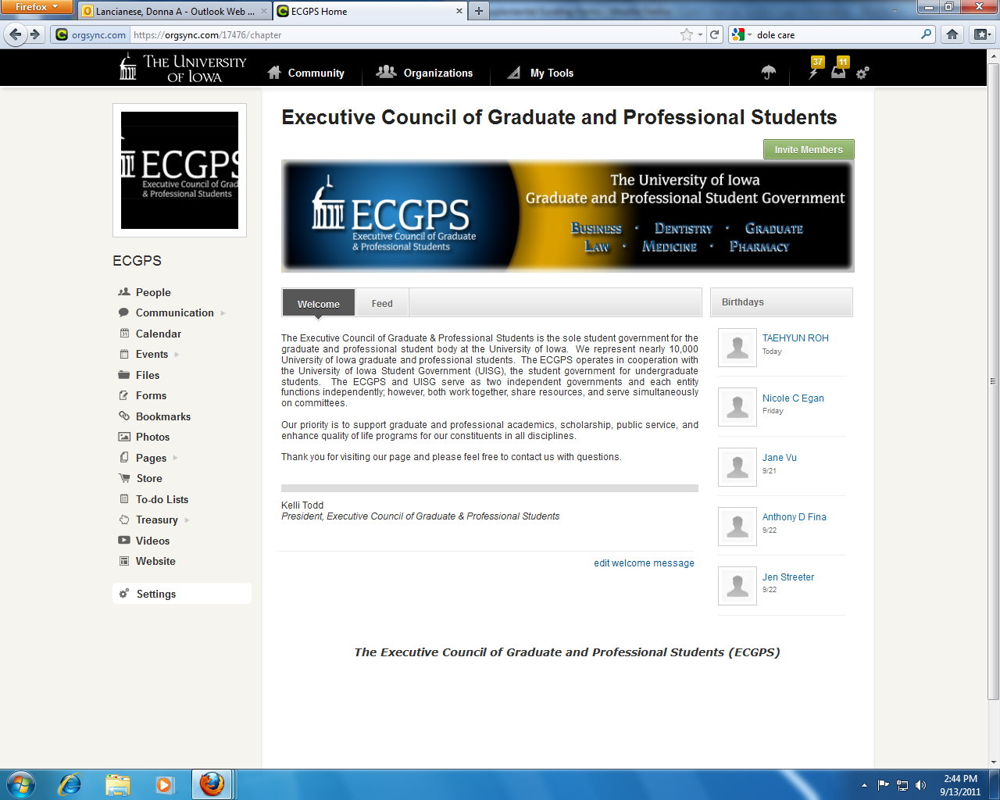 Firefox
Lancianese, Donna A - Outlook Web ...
ECGPS Home
orgsync.com
https://orgsync.com/17476/chapter
dole care
THE UNIVERSITY
OF IOWA
Community
Organizations
My Tools
37
11
ECGPS
Executive Council of Grad
& Professional Students
ECGPS
People
Communication
Calendar
Events
Files
Forms
Bookmarks
Photos
Pages
Store
To-do Lists
Treasury
Videos
Website
Settings
Executive Council of Graduate and Professional Students
Invite Members
ECGPS
Executive Council of Graduate
& Professional Students
The University of Iowa
Graduate and Professional Student Government
BUSINESS · DENTISTRY · GRADUATE
LAW · MEDICINE · PHARMACY
Welcome
Feed
The Executive Council of Graduate & Professional Students is the sole student government for the
graduate and professional student body at the University of Iowa.  We represent nearly 10,000
University of Iowa graduate and professional students.  The ECGPS operates in cooperation with
the University of Iowa Student Government (UISG), the student government for undergraduate
students.  The ECGPS and UISG serve as two independent governments and each entity
functions independently; however, both work together, share resources, and serve simultaneously
on committees.
Our priority is to support graduate and professional academics, scholarship, public service, and
enhance quality of life programs for our constituents in all disciplines.
Thank you for visiting our page and please feel free to contact us with questions.
Kelli Todd
President, Executive Council of Graduate & Professional Students
edit welcome message
Birthdays
TAEHYUN ROH
Today
Nicole C Egan
Friday
Jane Vu
9/21
Anthony D Fina
9/22
Jen Streeter
9/22
The Executive Council of Graduate and Professional Students (ECGPS)
2:44 PM
9/13/2011